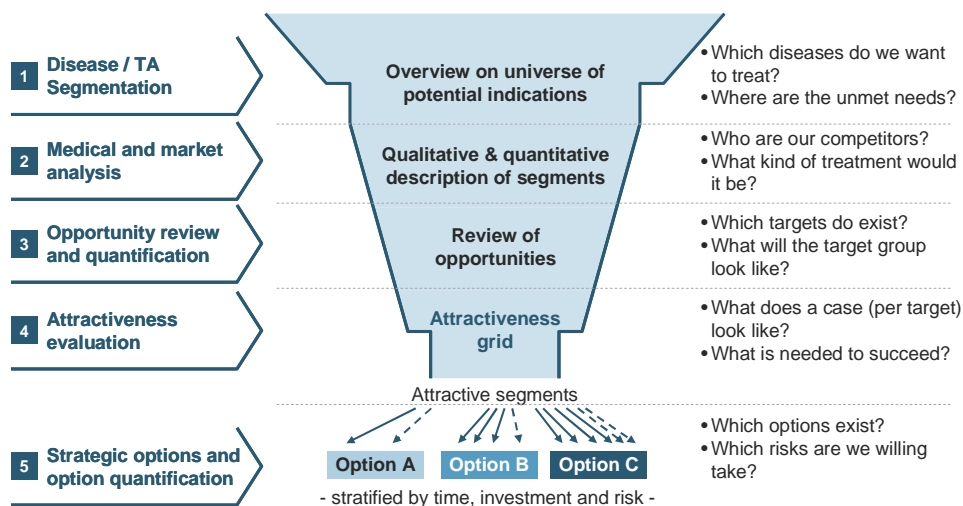 1
Disease / TA
Segmentation
Overview on universe of
potential indications
• Which diseases do we want
to treat?
• Where are the unmet needs?
2
Medical and market
analysis
Qualitative & quantitative
description of segments
• Who are our competitors?
• What kind of treatment would
it be?
3
Opportunity review
and quantification
Review of
opportunities
• Which targets do exist?
• What will the target group
look like?
4
Attractiveness
evaluation
Attractiveness
grid
• What does a case (per target)
look like?
• What is needed to succeed?
Attractive segments
5
Strategic options and
option quantification
Option A
Option B
Option C
- stratified by time, investment and risk -
• Which options exist?
• Which risks are we willing
take?